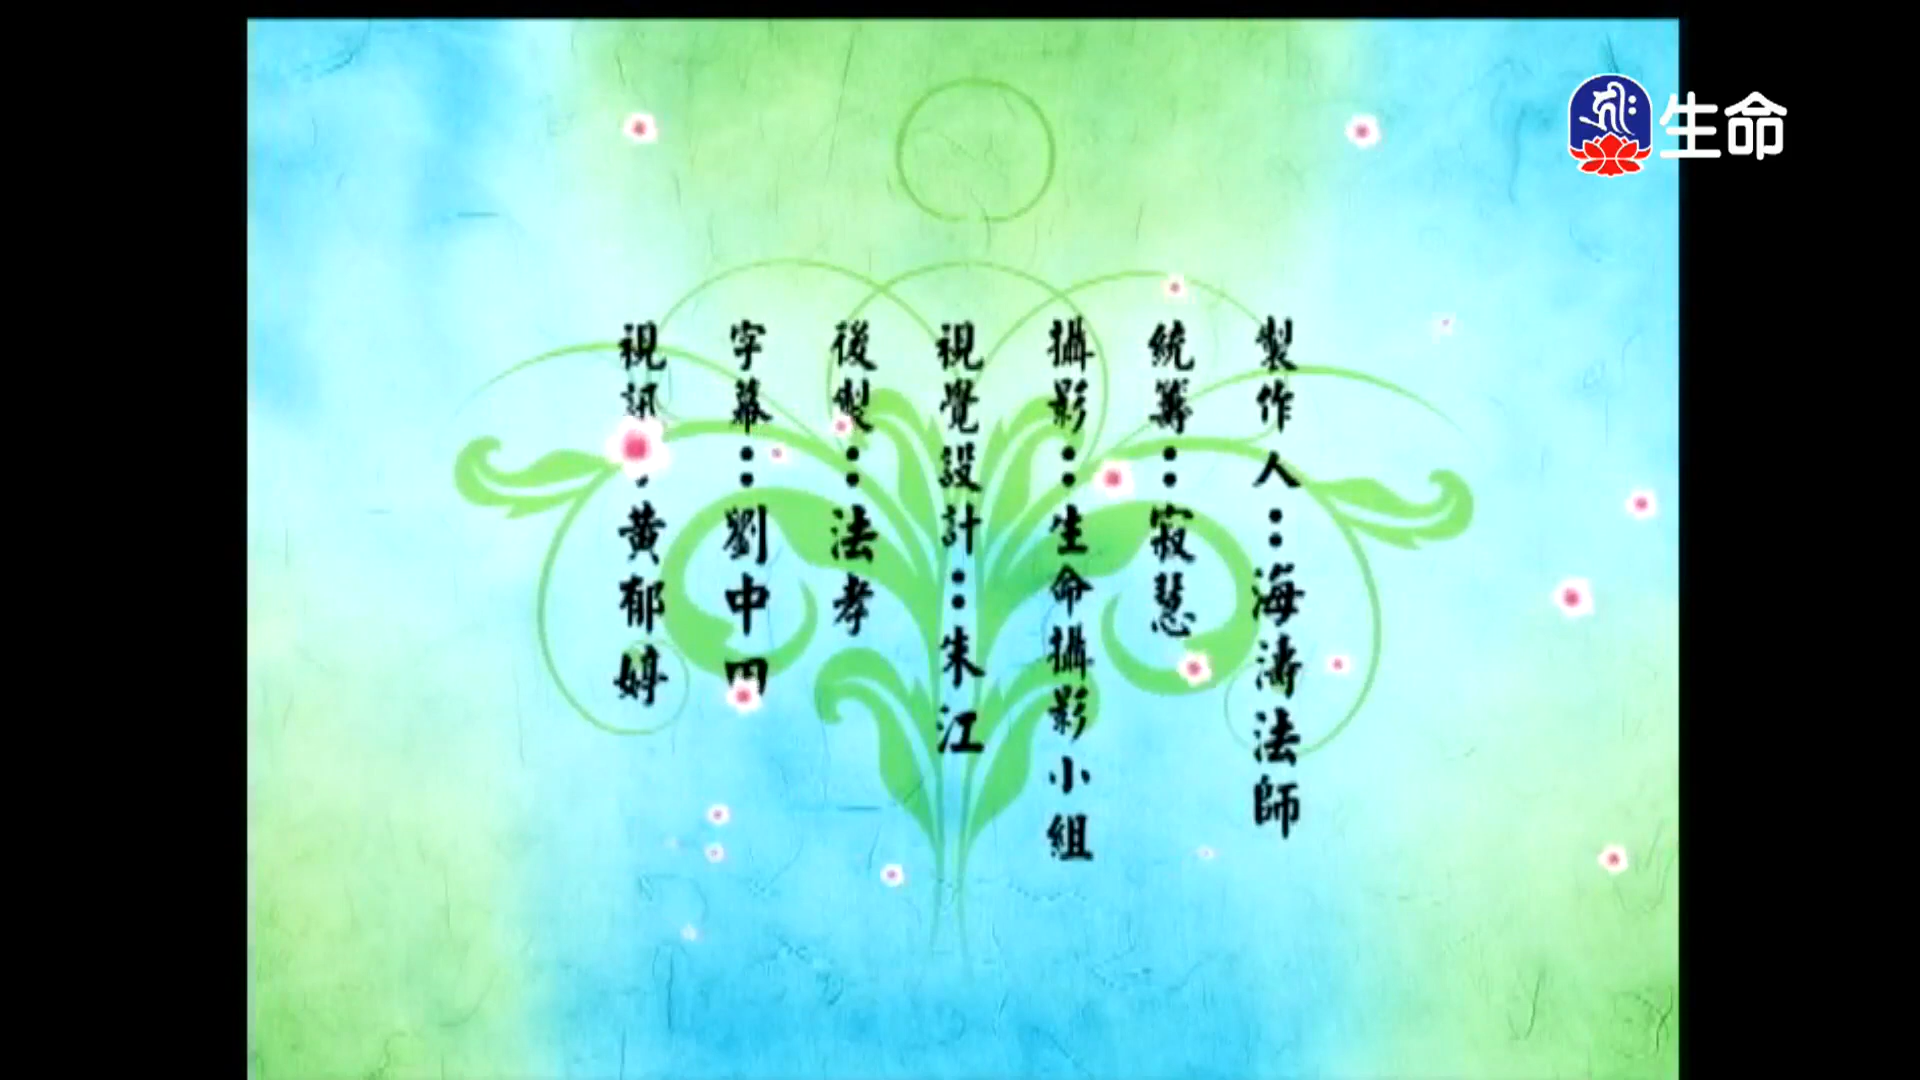 製作人：海濤法師
統籌：寂慧
攝影：生命攝影小組
視覺設計：朱江
後製：法孝
字幕：劉中
視訊：黃郁婷
生命